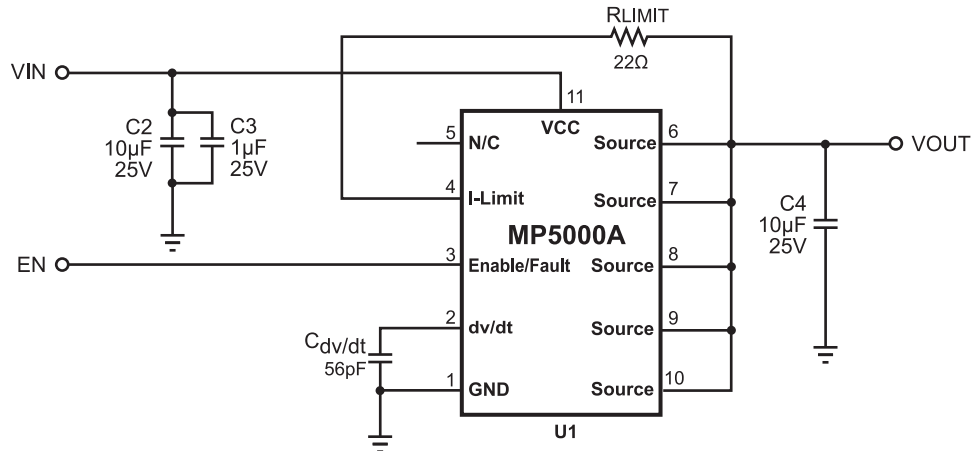 RLIMIT
22Ω
VIN
11
VCC
C2
10µF
25V
C3
1µF
25V
5
N/C
Source
6
VOUT
4
I-Limit
Source
7
MP5000A
C4
10µF
25V
EN
3
Enable/Fault
Source
8
2
dv/dt
Source
9
Cdv/dt
56pF
1
GND
Source
10
U1